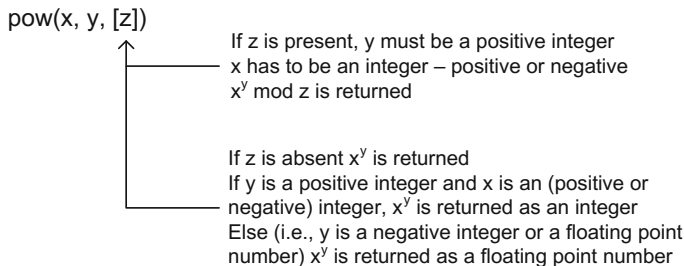 pow(x, y, [z])
If z is present, y must be a positive integer
x has to be an integer – positive or negative
xʸ mod z is returned
If z is absent xʸ is returned
If y is a positive integer and x is an (positive or
negative) integer, xʸ is returned as an integer
Else (i.e., y is a negative integer or a floating point
number) xʸ is returned as a floating point number